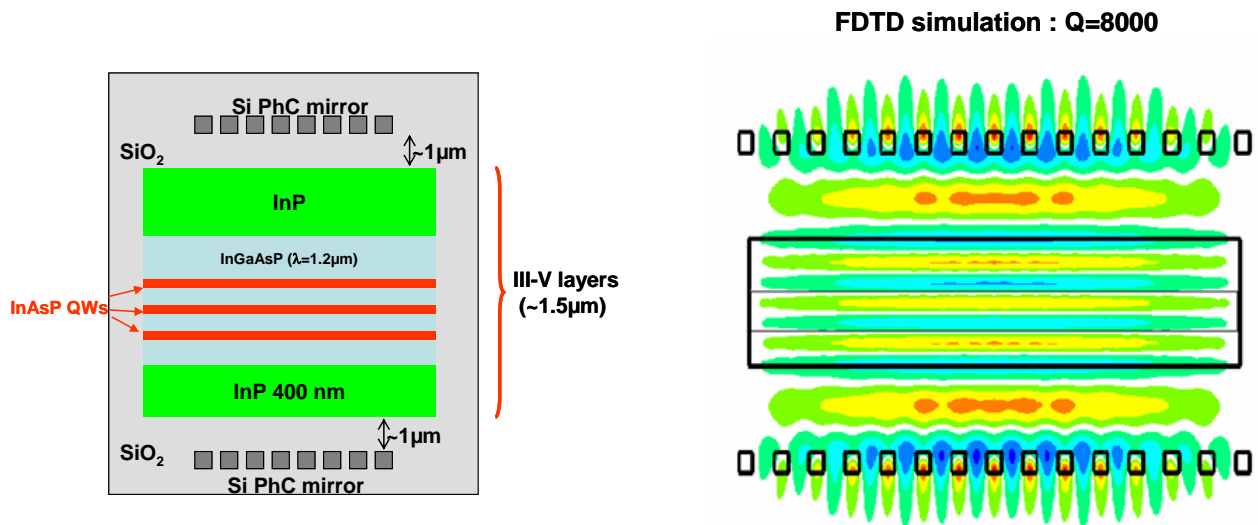 FDTD simulation : Q=8000
Si PhC mirror
SiO2
~1µm
InP
InGaAsP (λ=1.2µm)
InAsP QWs
III-V layers
(~1.5µm)
InP 400 nm
~1µm
SiO2
Si PhC mirror